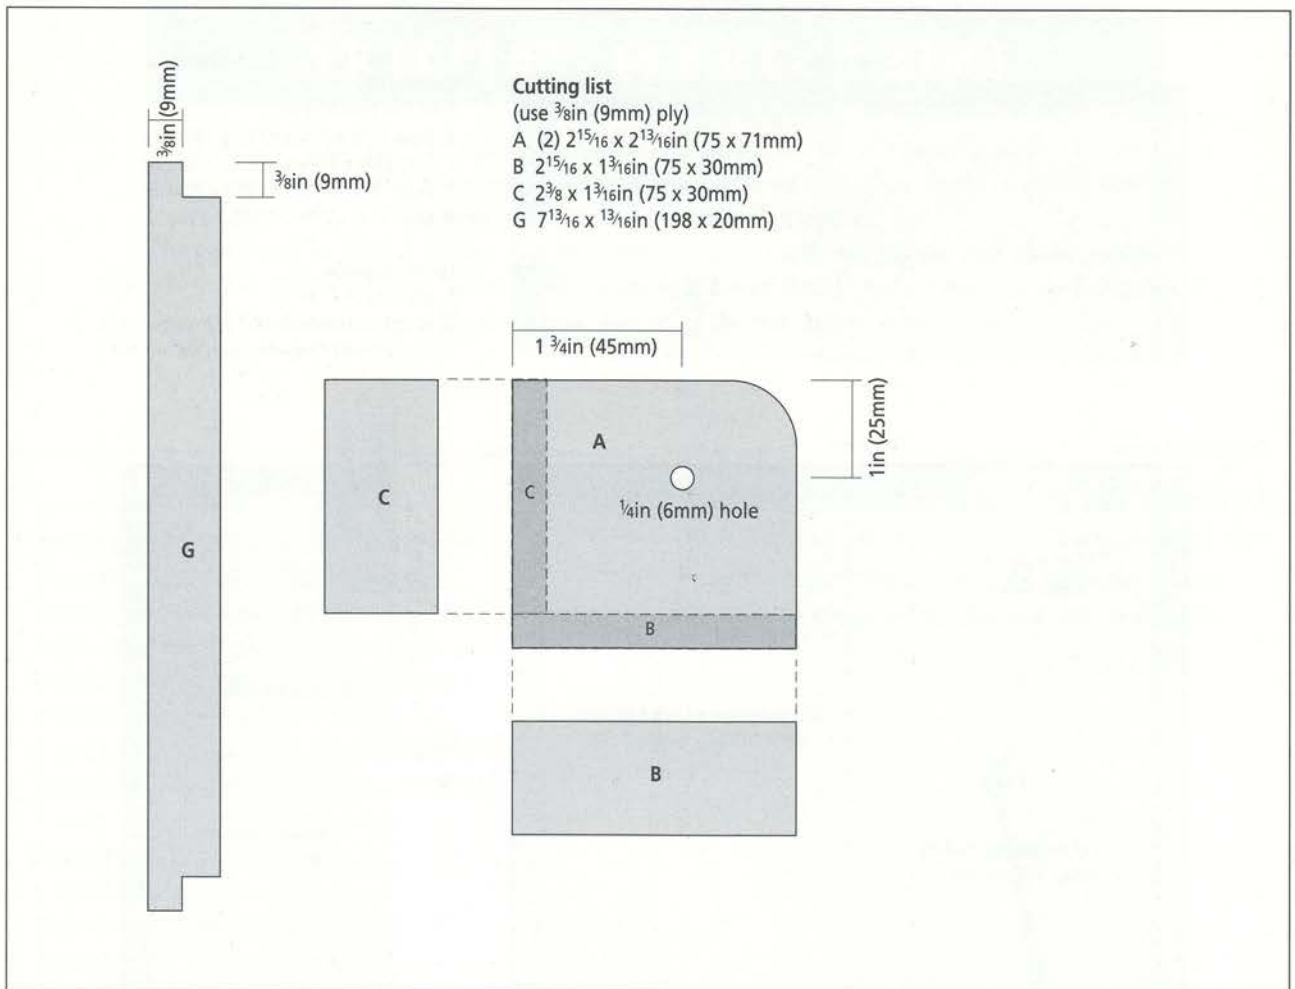 Cutting list
(use 3/8in (9mm) ply)
A (2) 2 15/16 x 2 13/16in (75 x 71mm)
B 2 15/16 x 1 3/16in (75 x 30mm)
C 2 3/8 x 1 3/16in (75 x 30mm)
G 7 13/16 x 13/16in (198 x 20mm)
3/8in (9mm)
3/8in (9mm)
1 3/4in (45mm)
1in (25mm)
A
C
C
1/4in (6mm) hole
G
B
B